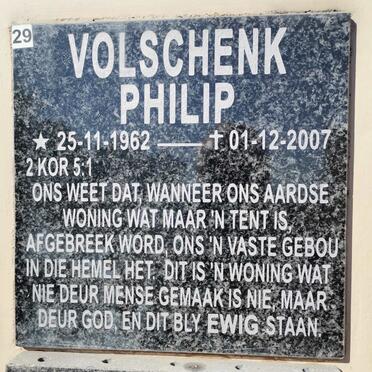 29
VOLSCHENK
PHILIP
★ 25-11-1962 — ✝ 01-12-2007
2 KOR 5:1
ONS WEET DAT, WANNEER ONS AARDSE
WONING WAT MAAR 'N TENT IS,
AFGEBREEK WORD, ONS 'N VASTE GEBOU
IN DIE HEMEL HET. DIT IS 'N WONING WAT
NIE DEUR MENSE GEMAAK IS NIE, MAAR
DEUR GOD, EN DIT BLY EWIG STAAN.